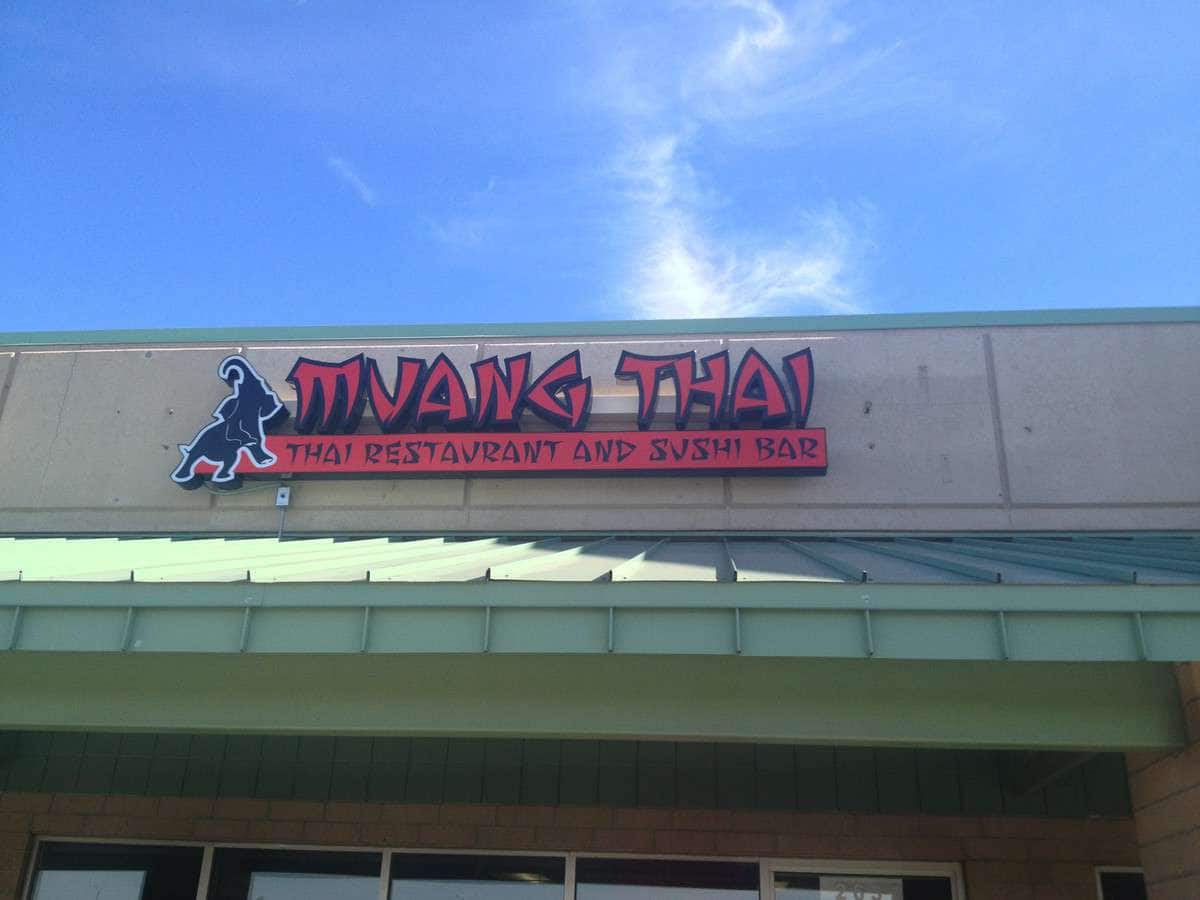 MUANG THAI
THAI RESTAURANT AND SUSHI BAR